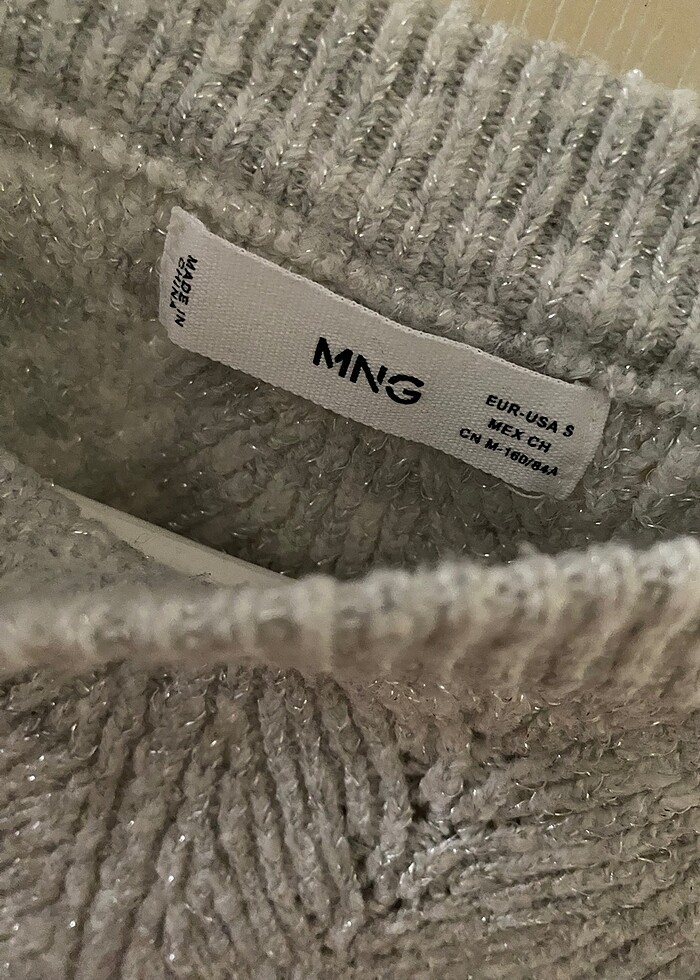 MADE IN
CHINA
MNG
EUR-USA S
MEX CH
CN M-160/84A